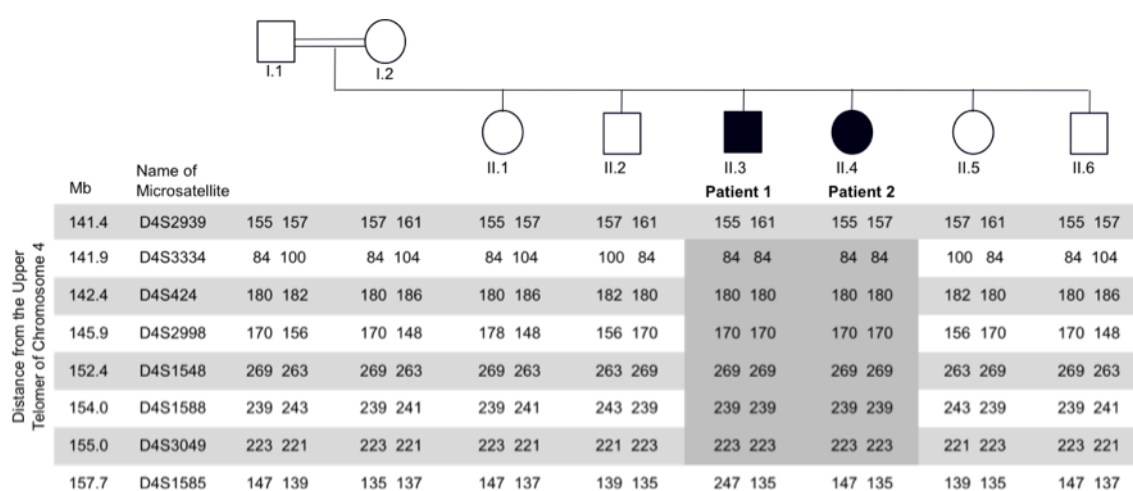 I.1 I.2
II.1 II.2 II.3 II.4 II.5 II.6
Patient 1 Patient 2
Mb Name of
Microsatellite
141.4 D4S2939 155 157 157 161 155 157 157 161 155 161 155 157 157 161 155 157
141.9 D4S3334 84 100 84 104 84 104 100 84 84 84 84 84 100 84 84 104
142.4 D4S424 180 182 180 186 180 186 182 180 180 180 180 180 182 180 180 186
145.9 D4S2998 170 156 170 148 178 148 156 170 170 170 170 170 156 170 170 148
152.4 D4S1548 269 263 269 263 269 263 263 269 269 269 269 269 263 269 269 263
154.0 D4S1588 239 243 239 241 239 241 243 239 239 239 239 239 243 239 239 241
155.0 D4S3049 223 221 223 221 223 221 221 223 223 223 223 223 221 223 223 221
157.7 D4S1585 147 139 135 137 147 137 139 135 247 135 147 135 139 135 147 137
Distance from the Upper
Telomer of Chromosome 4